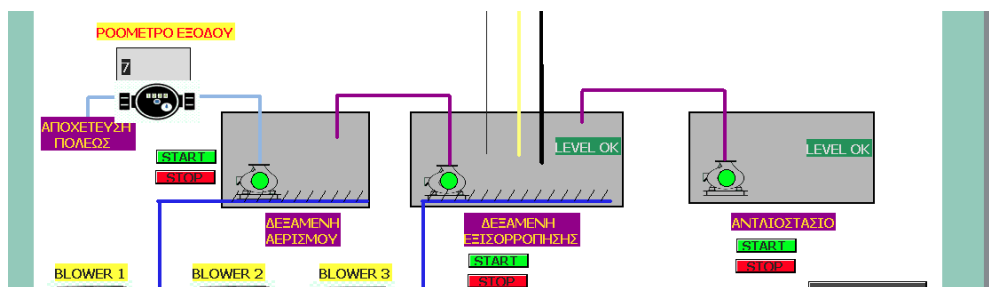 ΡΟΟΜΕΤΡΟ ΕΞΟΔΟΥ
7
ΑΠΟΧΕΤΕΥΣΗ
ΠΟΛΕΩΣ
START
STOP
LEVEL OK
LEVEL OK
ΔΕΞΑΜΕΝΗ
ΑΕΡΙΣΜΟΥ
ΔΕΞΑΜΕΝΗ
ΕΞΙΣΟΡΡΟΠΗΣΗΣ
START
STOP
ΑΝΤΛΙΟΣΤΑΣΙΟ
START
STOP
BLOWER 1
BLOWER 2
BLOWER 3